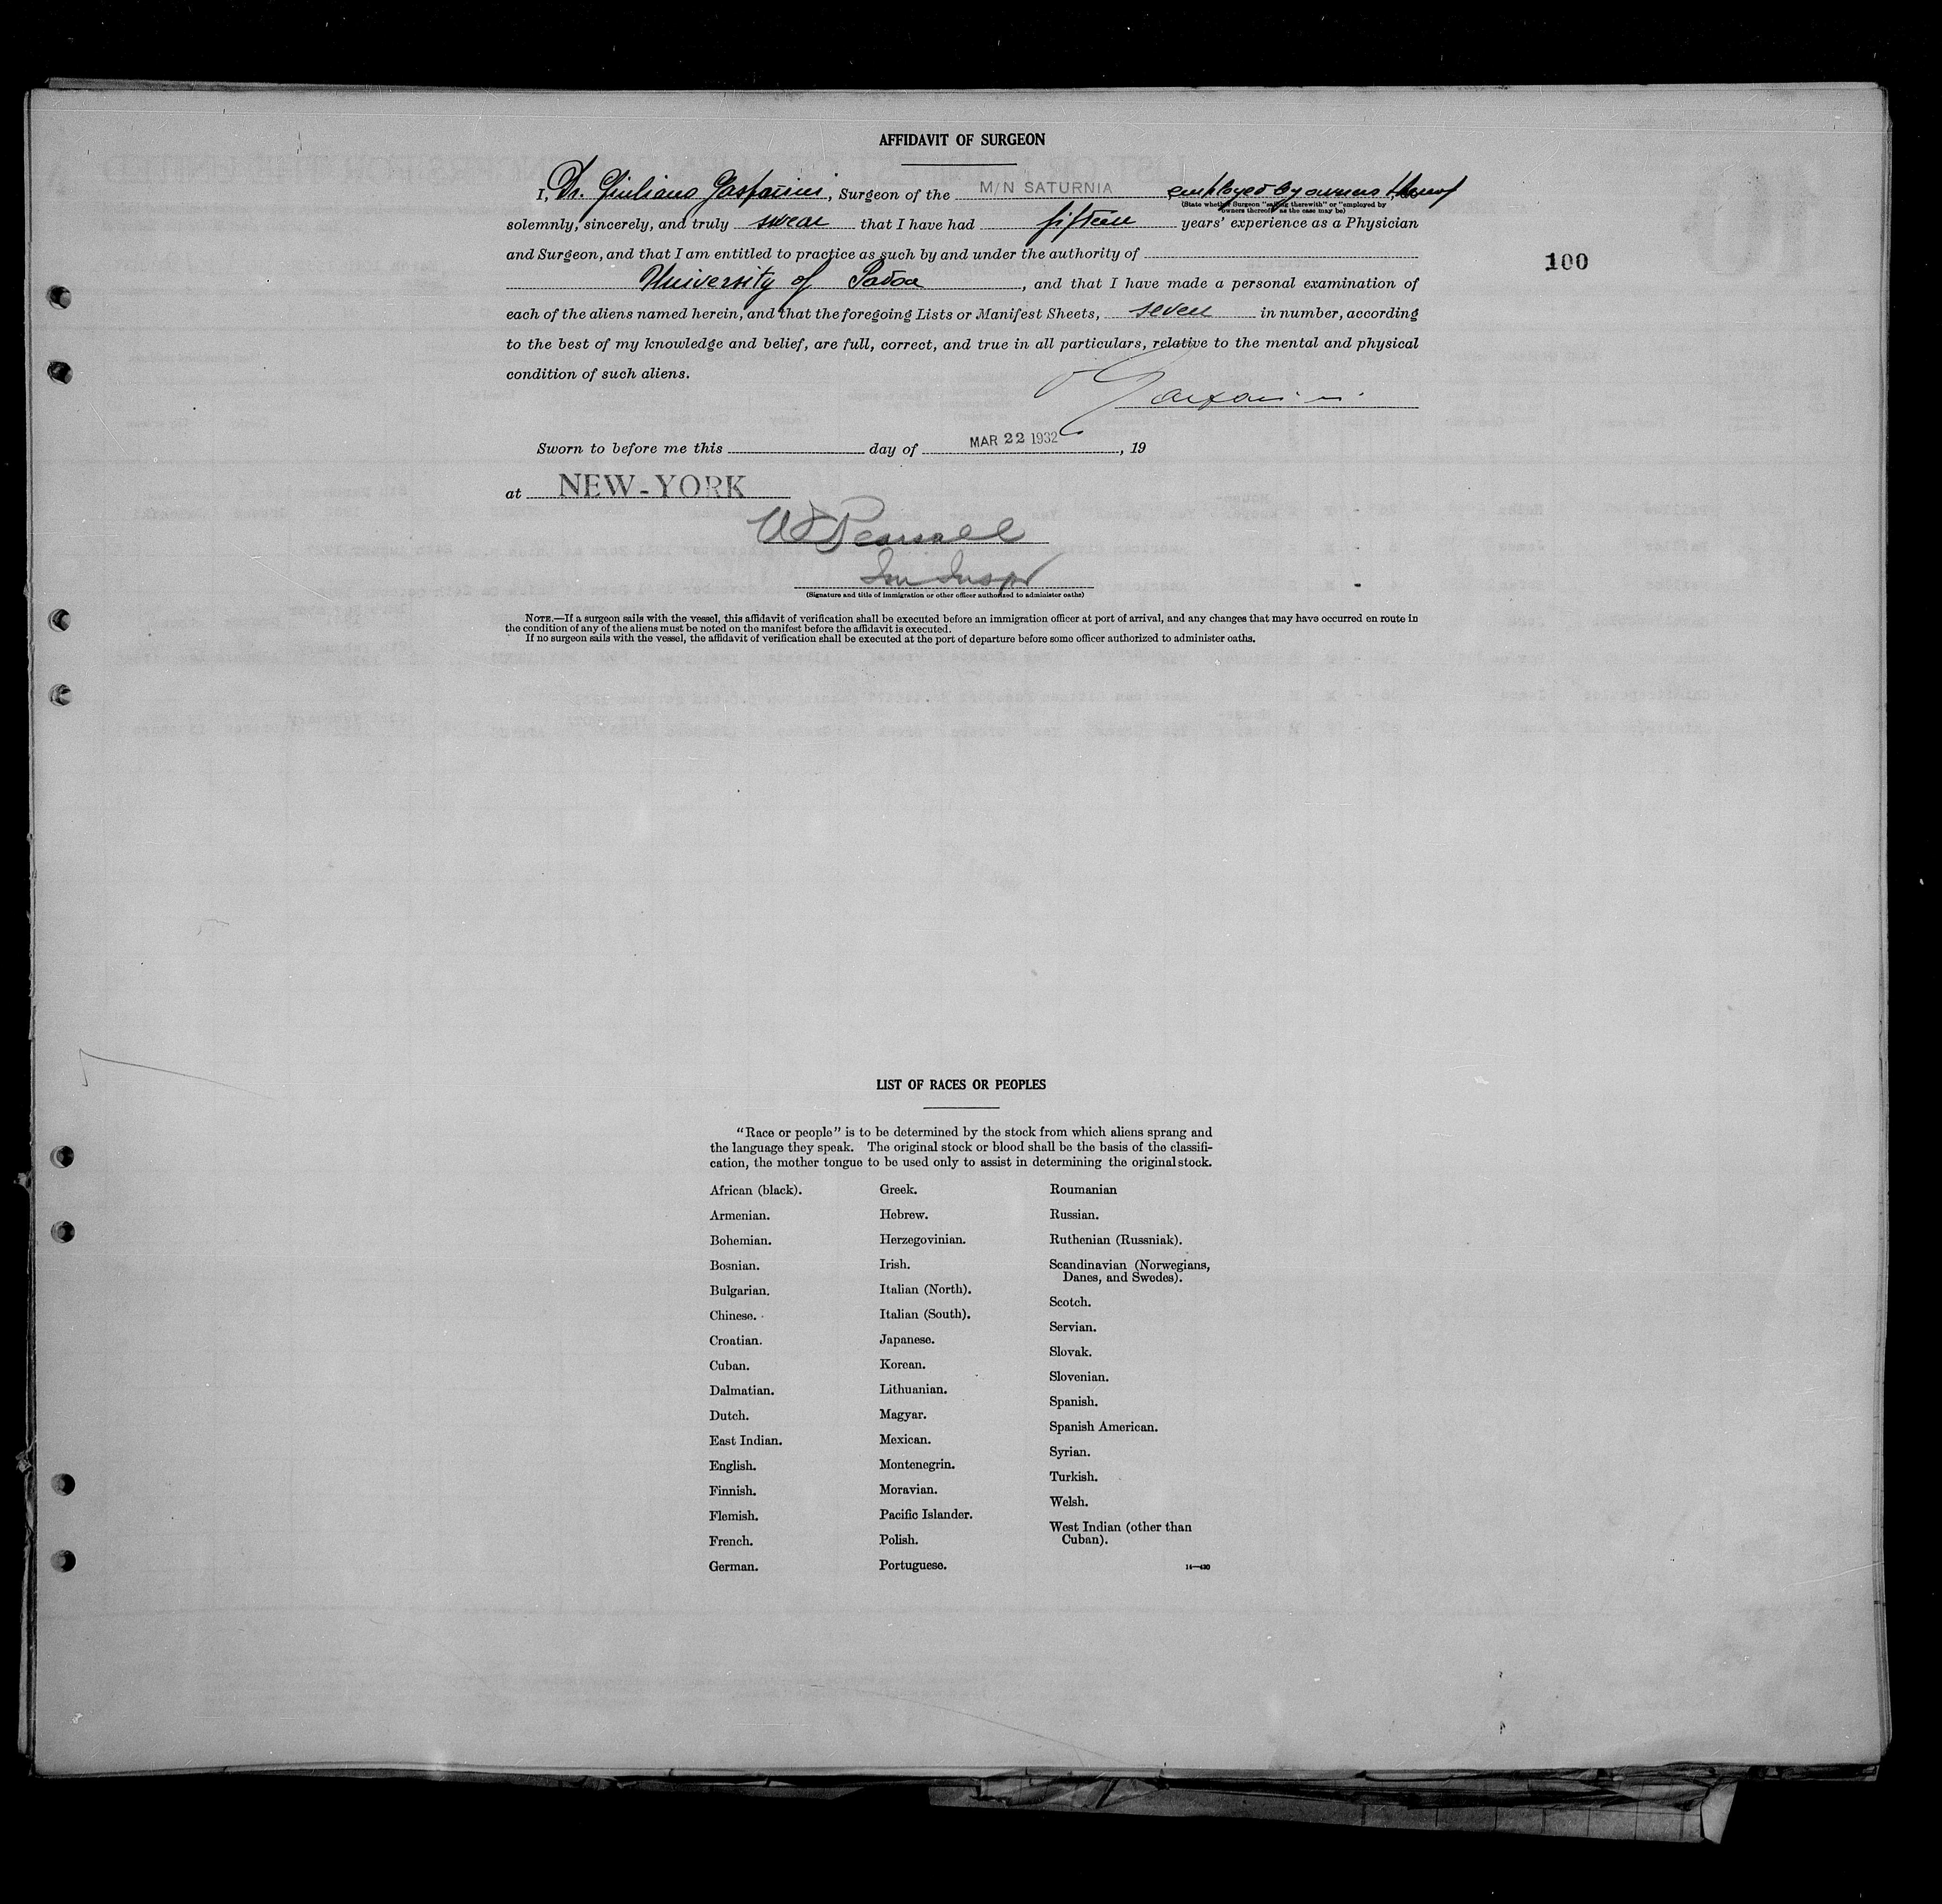 AFFIDAVIT OF SURGEON
I, Dr. Giuliano Gasparini, Surgeon of the M/N SATURNIA employed by owners thereof
(State whether Surgeon "sailing therewith" or "employed by
owners thereof" as the case may be)
solemnly, sincerely, and truly swear that I have had fifteen years' experience as a Physician
and Surgeon, and that I am entitled to practice as such by and under the authority of
100
University of Padoa, and that I have made a personal examination of
each of the aliens named herein, and that the foregoing Lists or Manifest Sheets, seven in number, according
to the best of my knowledge and belief, are full, correct, and true in all particulars, relative to the mental and physical
condition of such aliens.
Gasparini
Sworn to before me this day of MAR 22 1932, 19
at NEW-YORK
Im Inspr
(Signature and title of immigration or other officer authorized to administer oaths)
NOTE.—If a surgeon sails with the vessel, this affidavit of verification shall be executed before an immigration officer at port of arrival, and any changes that may have occurred en route in
the condition of any of the aliens must be noted on the manifest before the affidavit is executed.
If no surgeon sails with the vessel, the affidavit of verification shall be executed at the port of departure before some officer authorized to administer oaths.
LIST OF RACES OR PEOPLES
"Race or people" is to be determined by the stock from which aliens sprang and
the language they speak. The original stock or blood shall be the basis of the classifi-
cation, the mother tongue to be used only to assist in determining the original stock.
African (black).
Armenian.
Bohemian.
Bosnian.
Bulgarian.
Chinese.
Croatian.
Cuban.
Dalmatian.
Dutch.
East Indian.
English.
Finnish.
Flemish.
French.
German.
Greek.
Hebrew.
Herzegovinian.
Irish.
Italian (North).
Italian (South).
Japanese.
Korean.
Lithuanian.
Magyar.
Mexican.
Montenegrin.
Moravian.
Pacific Islander.
Polish.
Portuguese.
Roumanian
Russian.
Ruthenian (Russniak).
Scandinavian (Norwegians,
Danes, and Swedes).
Scotch.
Servian.
Slovak.
Slovenian.
Spanish.
Spanish American.
Syrian.
Turkish.
Welsh.
West Indian (other than
Cuban).